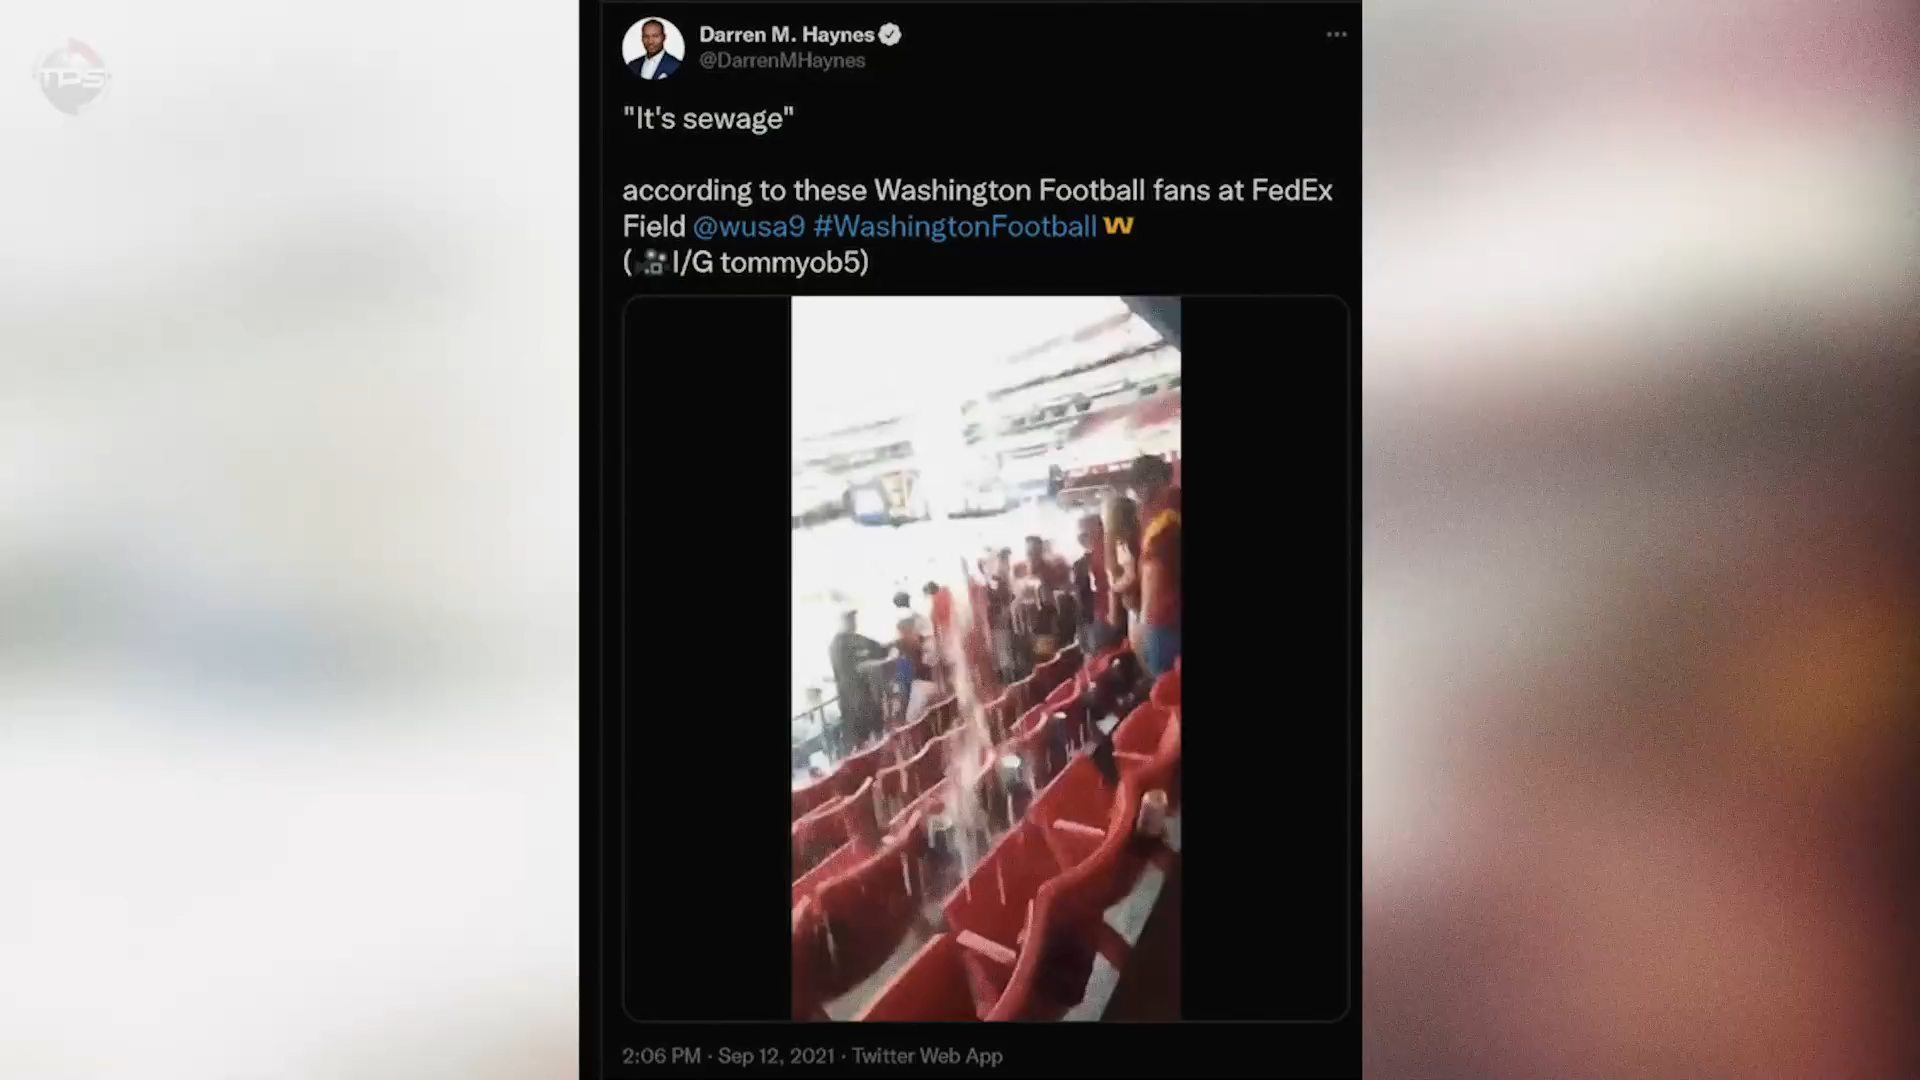 TPS
Darren M. Haynes
@DarrenMHaynes
"It's sewage"
according to these Washington Football fans at FedEx
Field @wusa9 #WashingtonFootball W
(🎥I/G tommyob5)
2:06 PM · Sep 12, 2021 · Twitter Web App